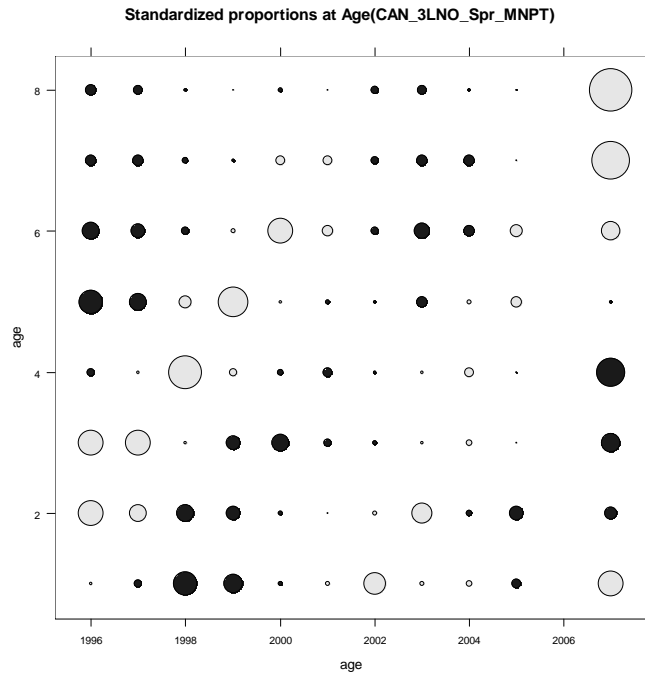 Standardized proportions at Age(CAN_3LNO_Spr_MNPT)
8
6
4
2
age
1996 1998 2000 2002 2004 2006
age